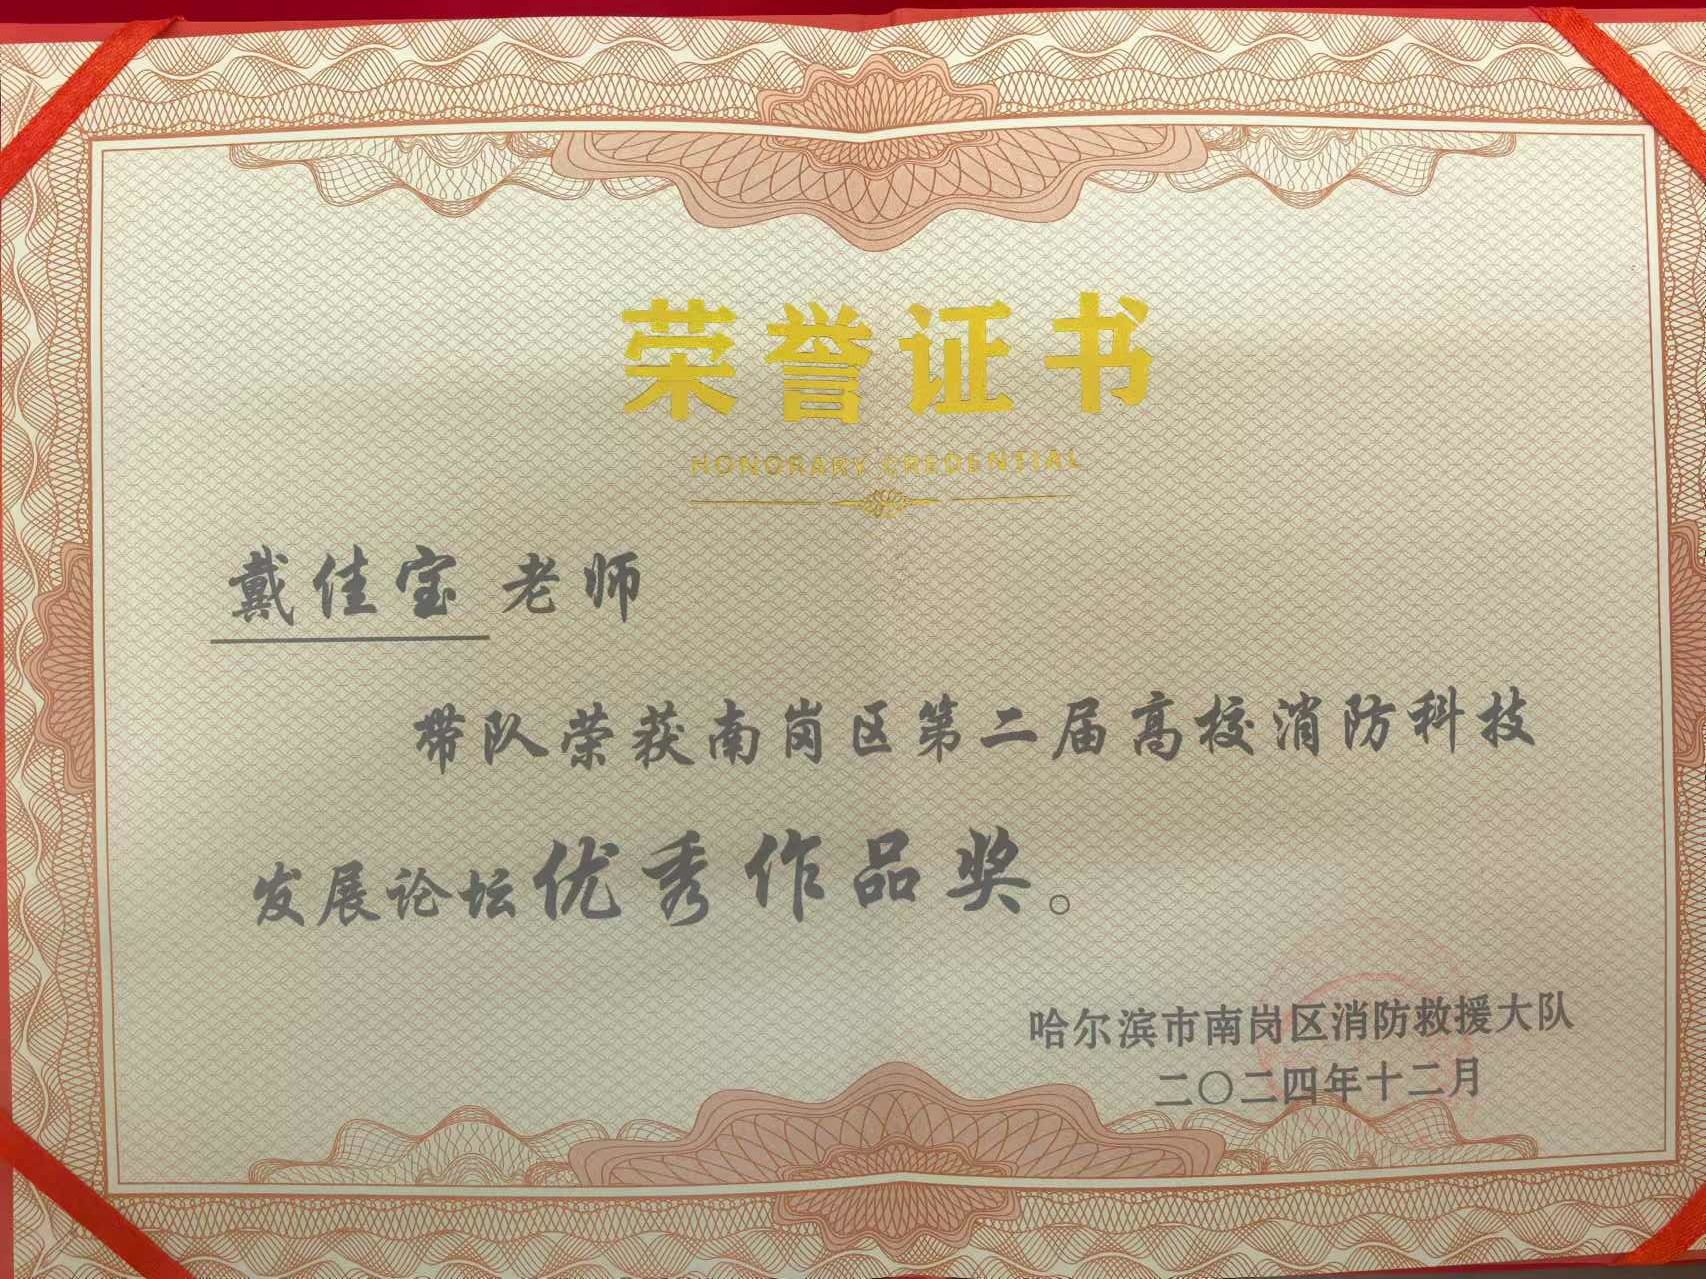 荣誉证书
HONORARY CREDENTIAL
戴佳宝 老师
带队荣获南岗区第二届高校消防科技
发展论坛优秀作品奖。
哈尔滨市南岗区消防救援大队
二〇二四年十二月